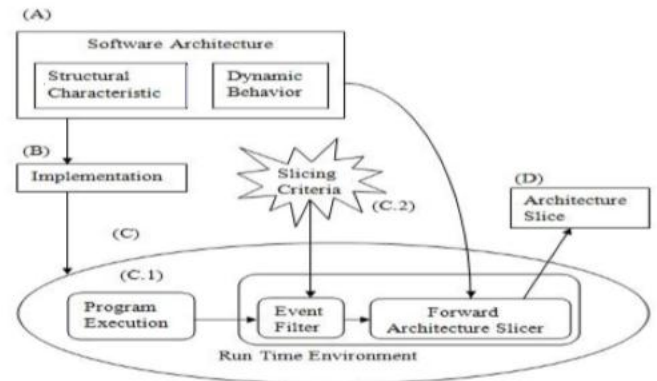 (A)
Software Architecture
Structural
Characteristic
Dynamic
Behavior
(B)
Implementation
Slicing
Criteria
(C.2)
(D)
Architecture
Slice
(C)
(C.1)
Program
Execution
Event
Filter
Forward
Architecture Slicer
Run Time Environment